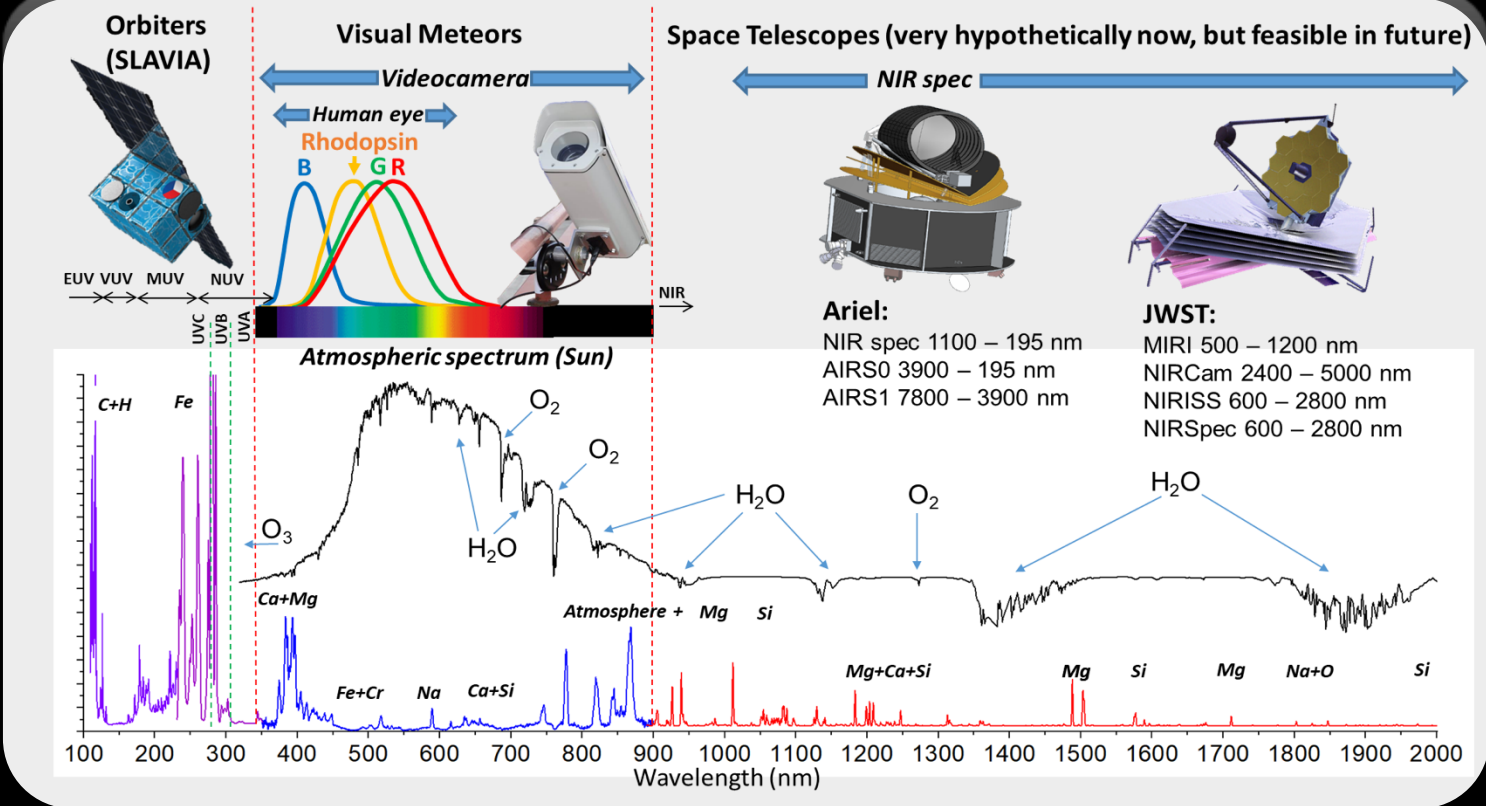 Orbiters
(SLAVIA)
Visual Meteors
Space Telescopes (very hypothetically now, but feasible in future)
Videocamera
NIR spec
Human eye
Rhodopsin
B
G
R
EUV
VUV
MUV
NUV
NIR
UVC
UVB
UVA
Ariel:
NIR spec 1100 – 195 nm
AIRS0 3900 – 195 nm
AIRS1 7800 – 3900 nm
JWST:
MIRI 500 – 1200 nm
NIRCam 2400 – 5000 nm
NIRISS 600 – 2800 nm
NIRSpec 600 – 2800 nm
Atmospheric spectrum (Sun)
C+H
Fe
O2
O2
H2O
O2
H2O
O3
H2O
Ca+Mg
Atmosphere +
Mg
Si
Fe+Cr
Na
Ca+Si
Mg+Ca+Si
Mg
Si
Mg
Na+O
Si
100 200 300 400 500 600 700 800 900 1000 1100 1200 1300 1400 1500 1600 1700 1800 1900 2000
Wavelength (nm)